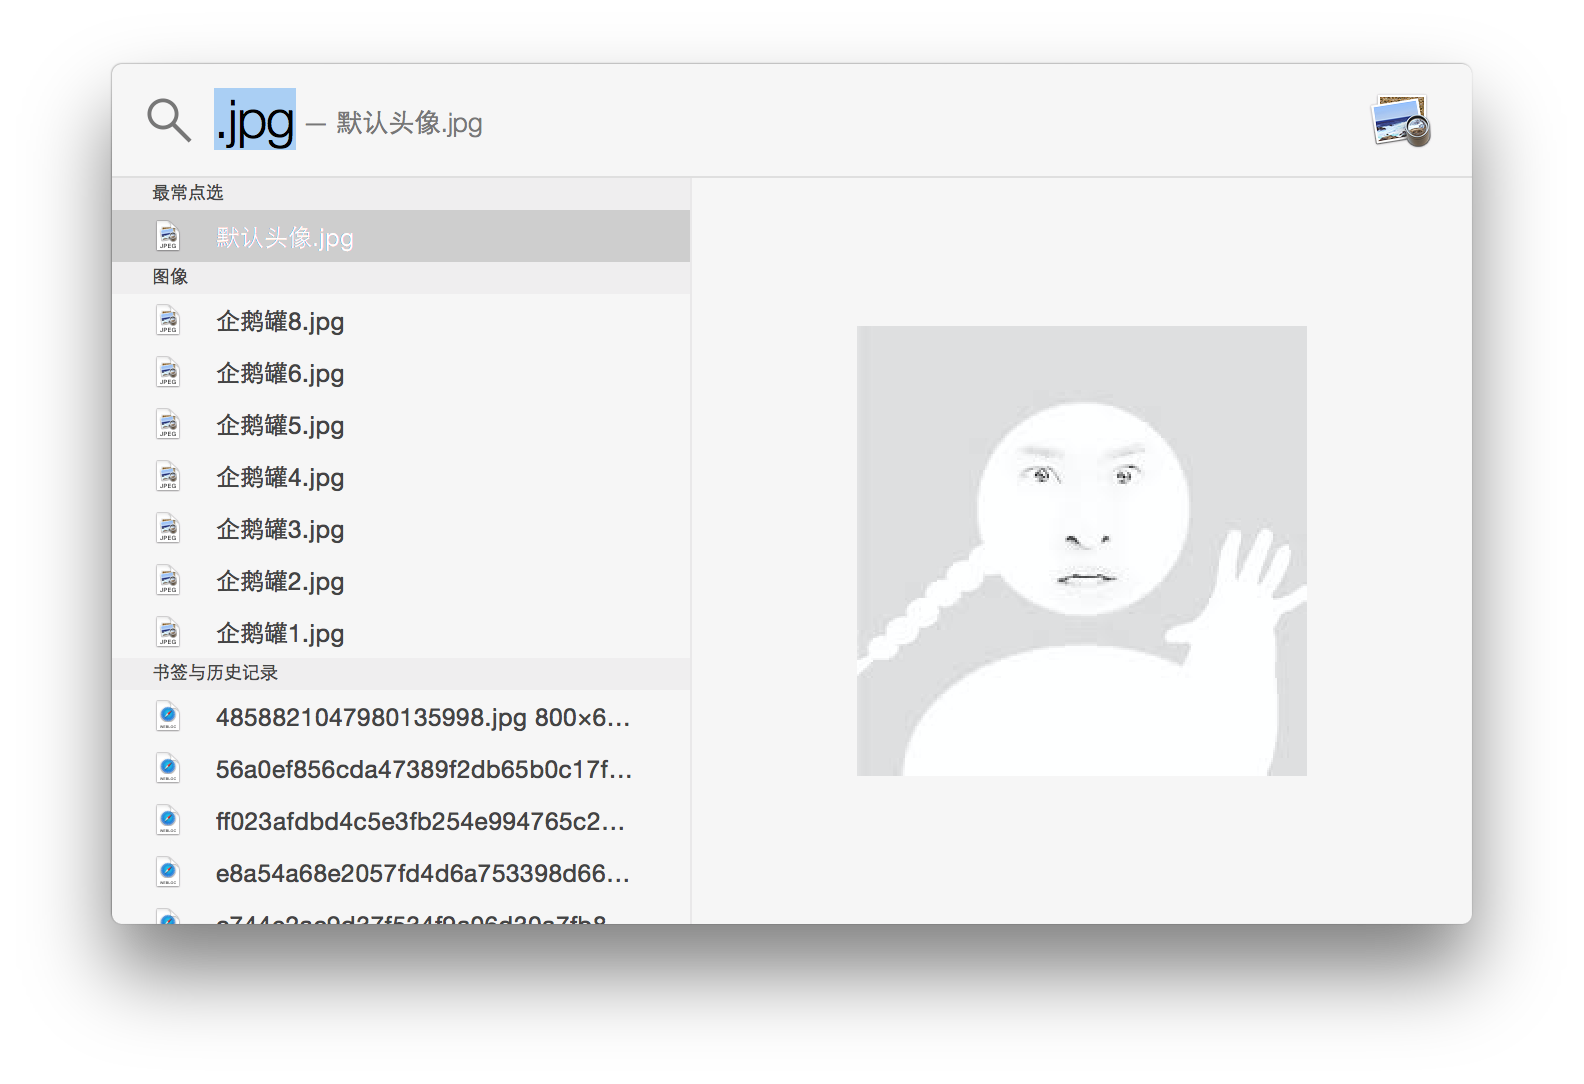 .jpg — 默认头像.jpg
最常点选
默认头像.jpg
图像
企鹅罐8.jpg
企鹅罐6.jpg
企鹅罐5.jpg
企鹅罐4.jpg
企鹅罐3.jpg
企鹅罐2.jpg
企鹅罐1.jpg
书签与历史记录
4858821047980135998.jpg 800×6...
56a0ef856cda47389f2db65b0c17f...
ff023afdbd4c5e3fb254e994765c2...
e8a54a68e2057fd4d6a753398d66...